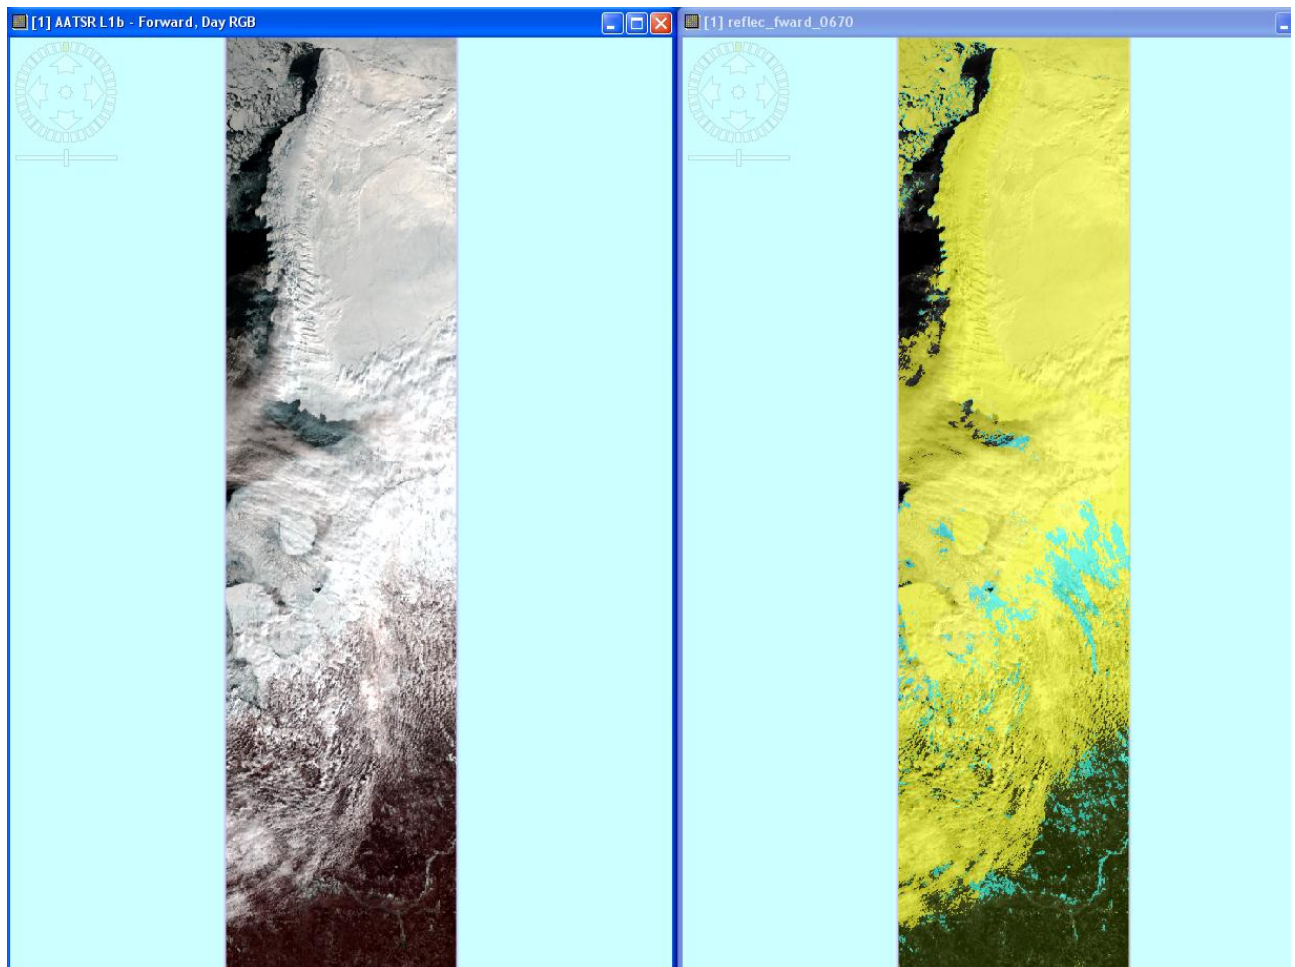 [1] AATSR L1b - Forward, Day RGB
[1] reflec_fward_0670